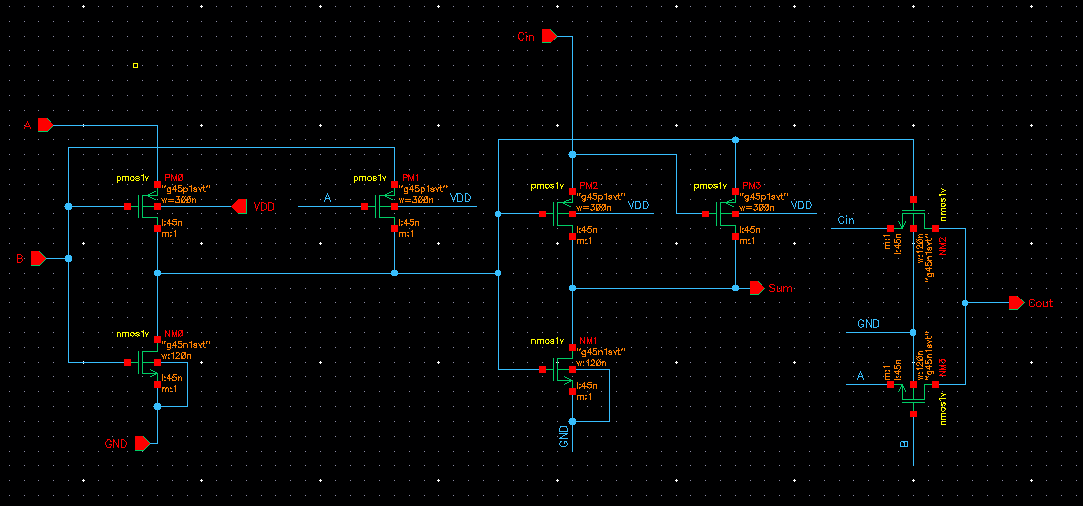 Cin
A
pmos1v
PM0
"g45p1svt"
w=300n
VDD
l:45n
m:1
pmos1v
PM1
"g45p1svt"
w=300n
A
VDD
l:45n
m:1
pmos1v
PM2
"g45p1svt"
w=300n
VDD
l:45n
m:1
pmos1v
PM3
"g45p1svt"
w=300n
VDD
l:45n
m:1
nmos1v
Cin
m:1
l:45n
w:120n
"g45n1svt"
NM2
B
Sum
Cout
nmos1v
NM0
"g45n1svt"
w:120n
l:45n
m:1
GND
nmos1v
NM1
"g45n1svt"
w:120n
l:45n
m:1
GND
GND
m:1
l:45n
w:120n
"g45n1svt"
NM3
A
nmos1v
B